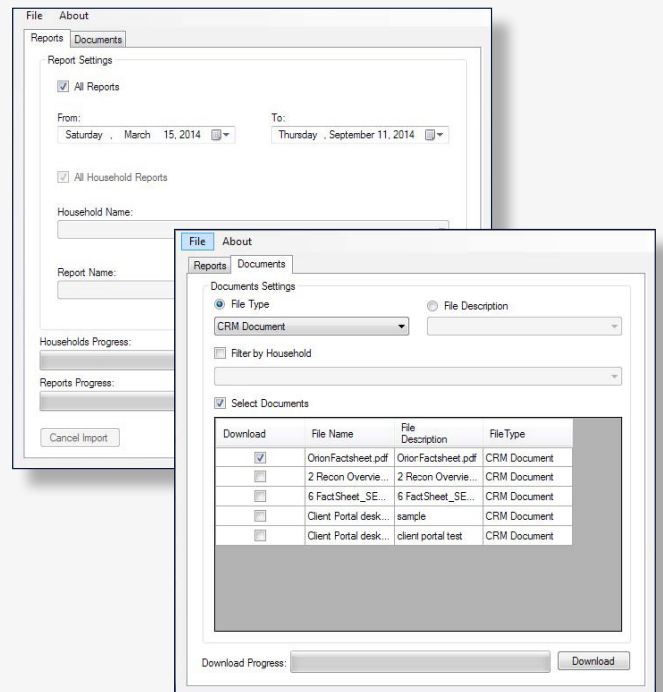 File About
Reports Documents
Report Settings
All Reports
From: To:
Saturday , March 15, 2014 Thursday , September 11, 2014
All Household Reports
Household Name:
Report Name:
Households Progress:
Reports Progress:
Cancel Import
File About
Reports Documents
Documents Settings
File Type File Description
CRM Document
Filter by Household
Select Documents
Download File Name File Description FileType
OrionFactsheet.pdf OrionFactsheet.pdf CRM Document
2 Recon Overvie... 2 Recon Overvie... CRM Document
6 FactSheet_SE... 6 FactSheet_SE... CRM Document
Client Portal desk... sample CRM Document
Client Portal desk... client portal test CRM Document
Download Progress: Download